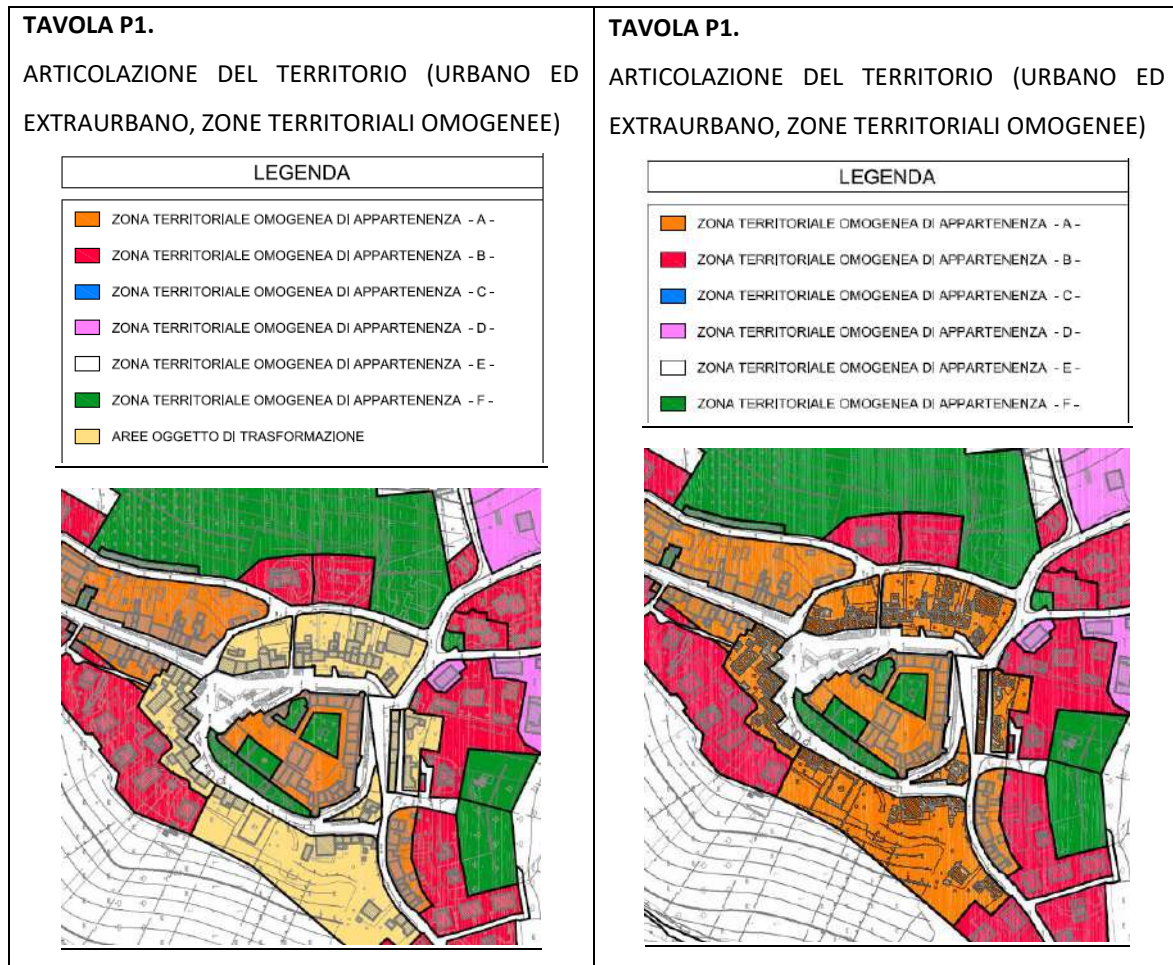 TAVOLA P1.
ARTICOLAZIONE DEL TERRITORIO (URBANO ED
EXTRAURBANO, ZONE TERRITORIALI OMOGENEE)
LEGENDA
ZONA TERRITORIALE OMOGENEA DI APPARTENENZA - A -
ZONA TERRITORIALE OMOGENEA DI APPARTENENZA - B -
ZONA TERRITORIALE OMOGENEA DI APPARTENENZA - C -
ZONA TERRITORIALE OMOGENEA DI APPARTENENZA - D -
ZONA TERRITORIALE OMOGENEA DI APPARTENENZA - E -
ZONA TERRITORIALE OMOGENEA DI APPARTENENZA - F -
AREE OGGETTO DI TRASFORMAZIONE
TAVOLA P1.
ARTICOLAZIONE DEL TERRITORIO (URBANO ED
EXTRAURBANO, ZONE TERRITORIALI OMOGENEE)
LEGENDA
ZONA TERRITORIALE OMOGENEA DI APPARTENENZA - A -
ZONA TERRITORIALE OMOGENEA DI APPARTENENZA - B -
ZONA TERRITORIALE OMOGENEA DI APPARTENENZA - C -
ZONA TERRITORIALE OMOGENEA DI APPARTENENZA - D -
ZONA TERRITORIALE OMOGENEA DI APPARTENENZA - E -
ZONA TERRITORIALE OMOGENEA DI APPARTENENZA - F -